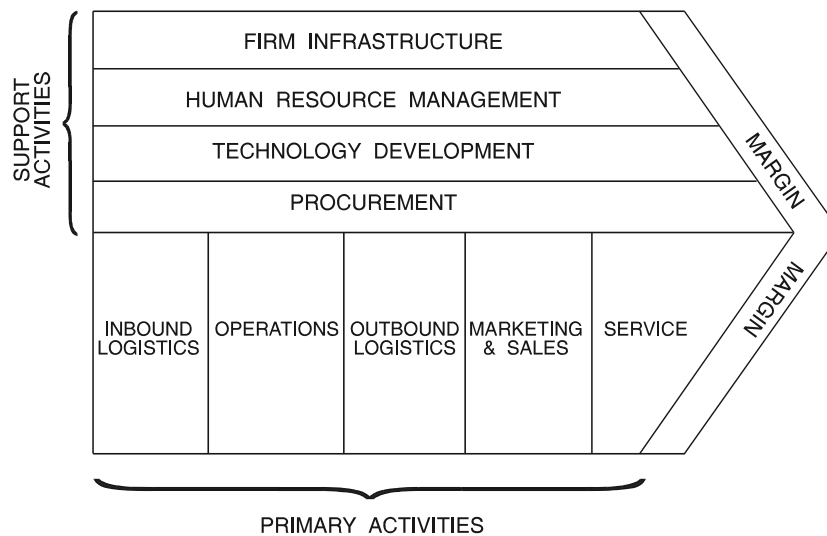 FIRM INFRASTRUCTURE
HUMAN RESOURCE MANAGEMENT
TECHNOLOGY DEVELOPMENT
PROCUREMENT
SUPPORT
ACTIVITIES
MARGIN
MARGIN
INBOUND
LOGISTICS
OPERATIONS
OUTBOUND
LOGISTICS
MARKETING
& SALES
SERVICE
PRIMARY ACTIVITIES